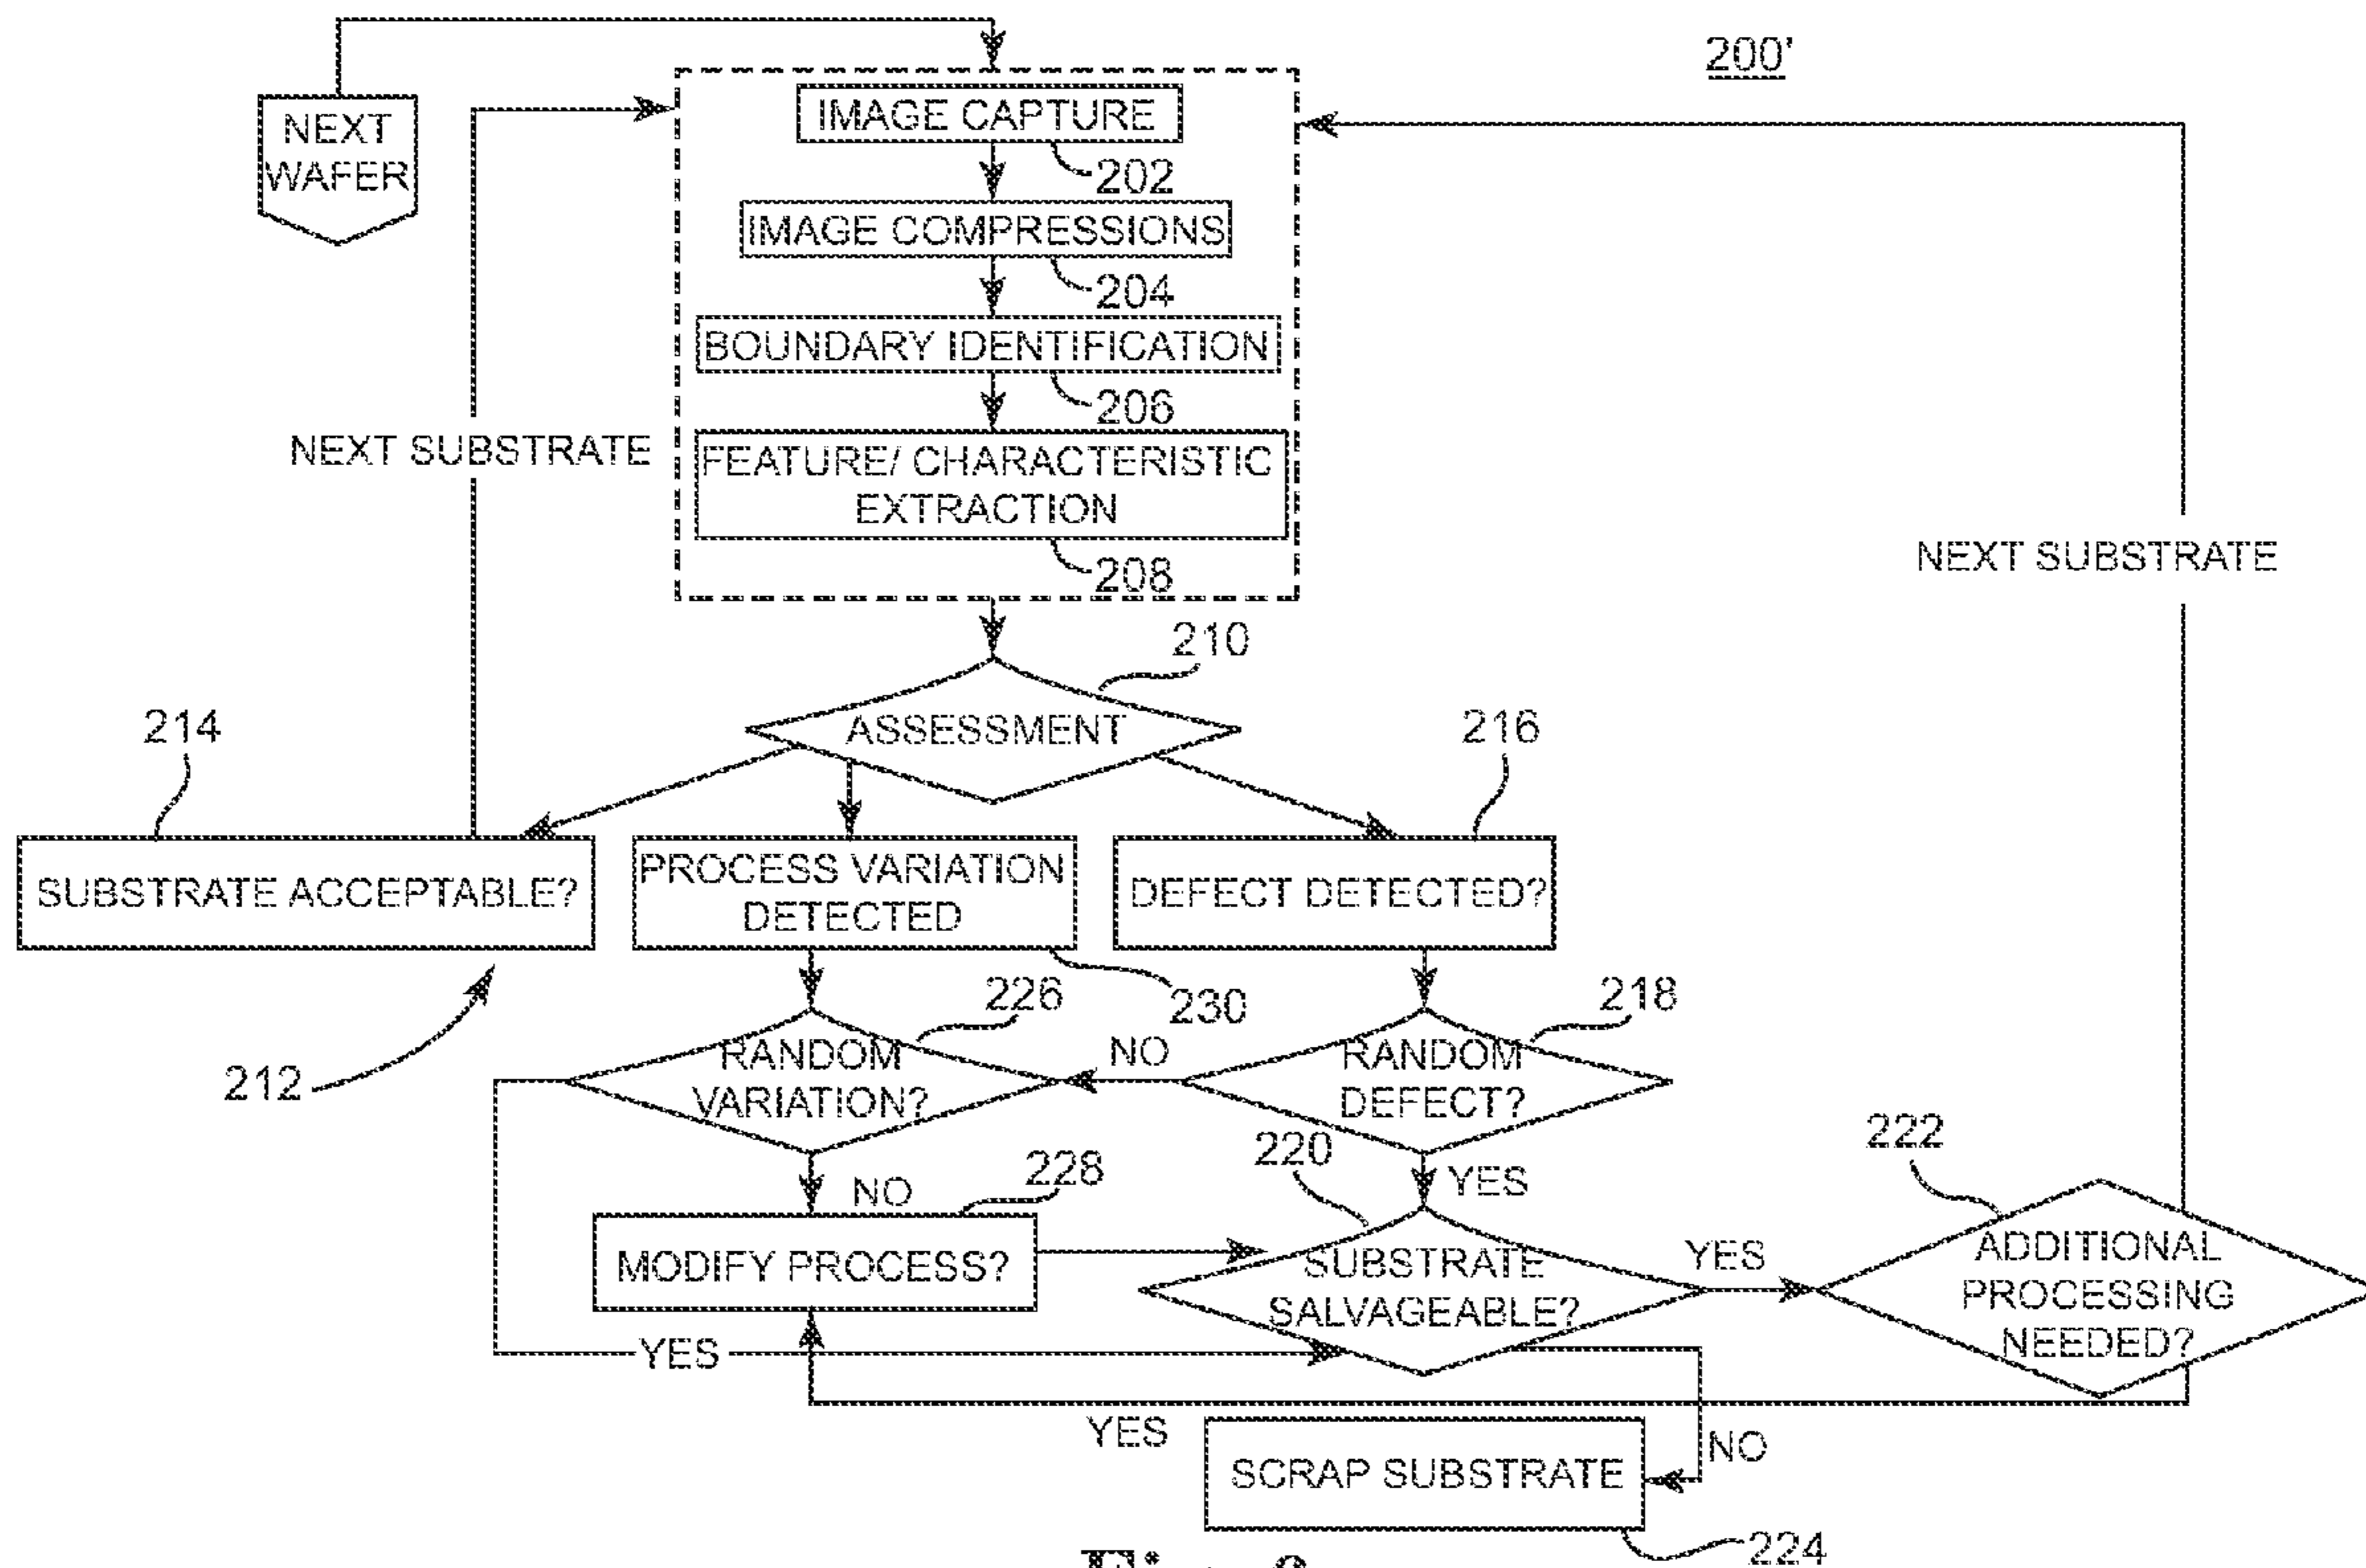 200'
NEXT
WAFER
IMAGE CAPTURE
202
IMAGE COMPRESSIONS
204
BOUNDARY IDENTIFICATION
206
NEXT SUBSTRATE
FEATURE/ CHARACTERISTIC
EXTRACTION
208
NEXT SUBSTRATE
210
ASSESSMENT
214
216
SUBSTRATE ACCEPTABLE?
PROCESS VARIATION
DETECTED
DEFECT DETECTED?
212
226
230
218
RANDOM
VARIATION?
NO
RANDOM
DEFECT?
NO
228
220
YES
222
MODIFY PROCESS?
SUBSTRATE
SALVAGEABLE?
YES
ADDITIONAL
PROCESSING
NEEDED?
YES
YES
NO
SCRAP SUBSTRATE
224